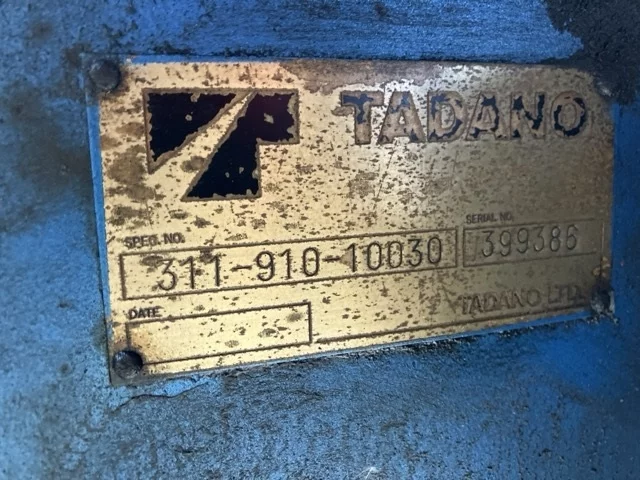 TADANO
SPEC. NO.
311-910-10030
SERIAL NO.
399386
DATE
TADANO LTD.